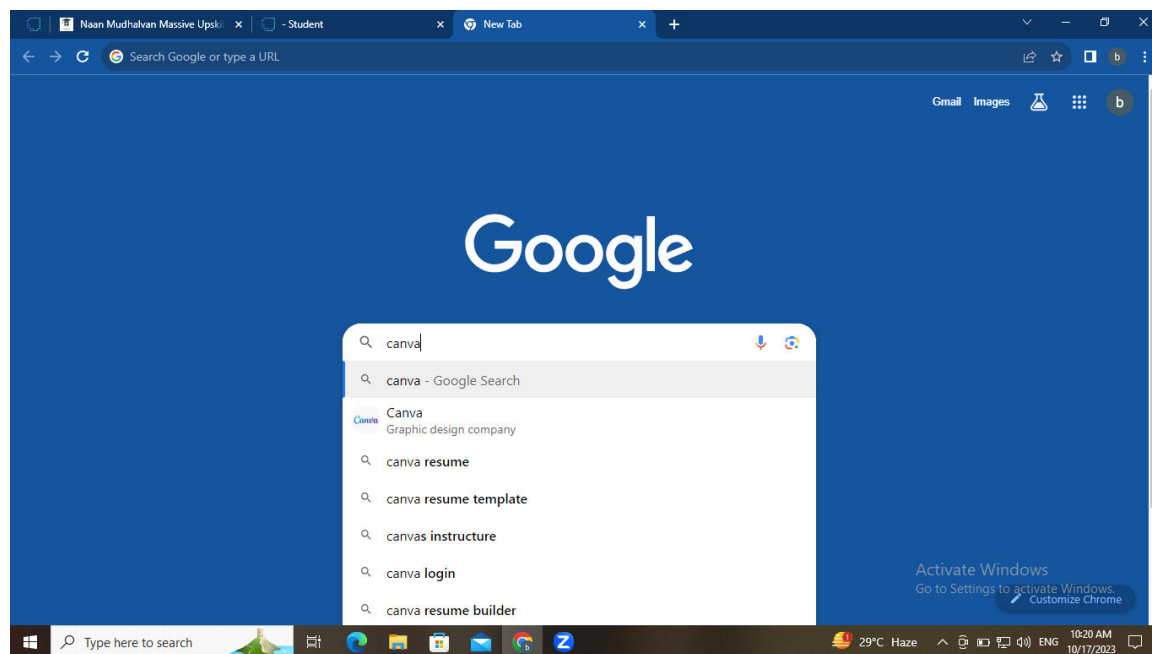 Naan Mudhalvan Massive Upski
- Student
New Tab
Search Google or type a URL
b
Gmail Images
b
Google
canva
canva - Google Search
Canva
Canva
Graphic design company
canva resume
canva resume template
canvas instructure
canva login
canva resume builder
Activate Windows
Go to Settings to activate Windows.
Customize Chrome
Type here to search
29°C Haze
ENG
10:20 AM
10/17/2023